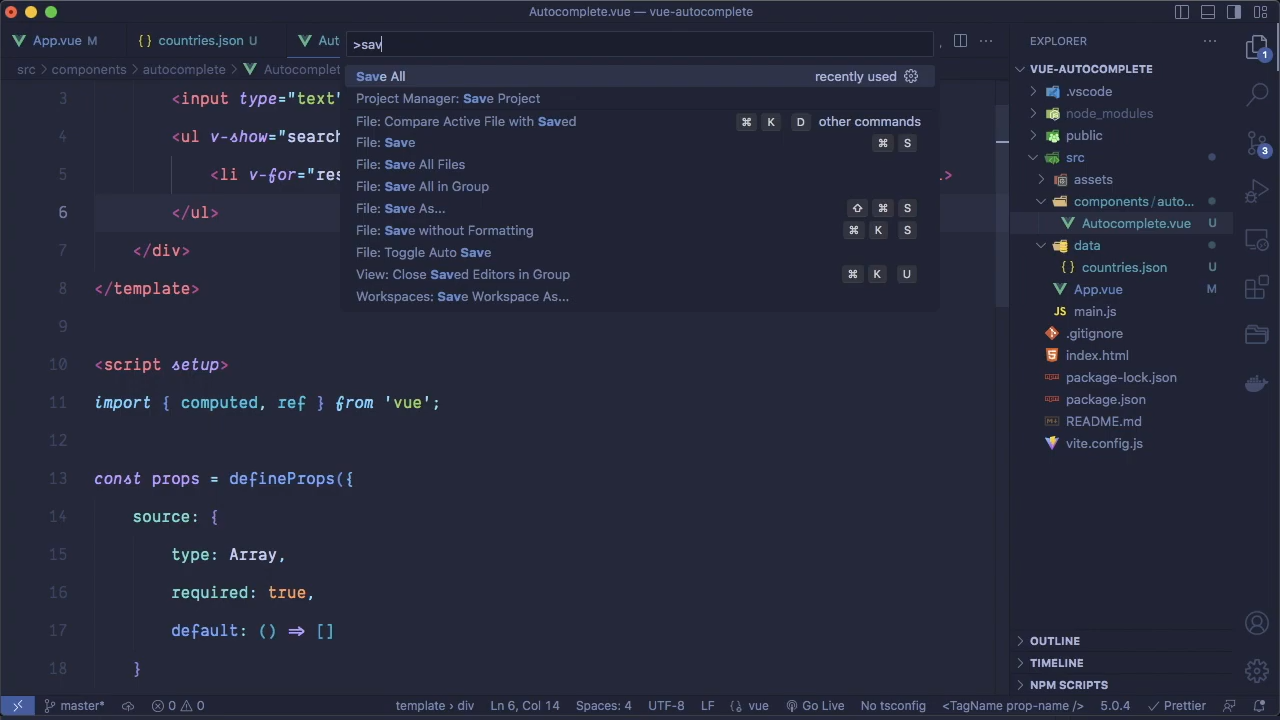 Autocomplete.vue — vue-autocomplete
App.vue M
{} countries.json U
Aut
>sav
src > components > autocomplete > Autocomplet
Save All recently used
Project Manager: Save Project
File: Compare Active File with Saved ⌘ K D other commands
File: Save ⌘ S
File: Save All Files
File: Save All in Group
File: Save As... ⇧ ⌘ S
File: Save without Formatting ⌘ K S
File: Toggle Auto Save
View: Close Saved Editors in Group ⌘ K U
Workspaces: Save Workspace As...
3 <input type="text"
4 <ul v-show="search
5 <li v-for="res i>
6 </ul>
7 </div>
8 </template>
9
10 <script setup>
11 import { computed, ref } from 'vue';
12
13 const props = defineProps({
14 source: {
15 type: Array,
16 required: true,
17 default: () => []
18 }
EXPLORER ...
VUE-AUTOCOMPLETE
.vscode
node_modules
public
src
assets
components/auto...
Autocomplete.vue U
data
{} countries.json U
App.vue M
JS main.js
.gitignore
index.html
package-lock.json
package.json
README.md
vite.config.js
OUTLINE
TIMELINE
NPM SCRIPTS
1
3
master* 0 0 template > div Ln 6, Col 14 Spaces: 4 UTF-8 LF vue Go Live No tsconfig <TagName prop-name /> 5.0.4 Prettier